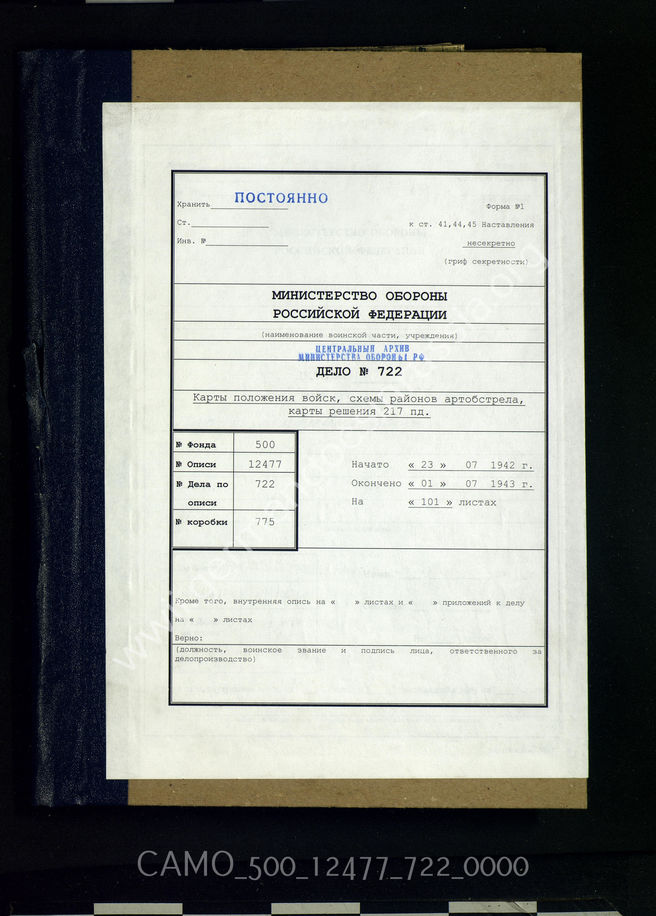 Хранить ПОСТОЯННО
Форма №1
Ст.
к ст. 41,44,45 Наставления
Инв. №
несекретно
(гриф секретности)
МИНИСТЕРСТВО ОБОРОНЫ
РОССИЙСКОЙ ФЕДЕРАЦИИ
(наименование воинской части, учреждения)
ЦЕНТРАЛЬНЫЙ АРХИВ
МИНИСТЕРСТВА ОБОРОНЫ РФ
ДЕЛО № 722
Карты положения войск, схемы районов артобстрела,
карты решения 217 пд.
№ Фонда 500
№ Описи 12477
№ Дела по описи 722
№ коробки 775
Начато « 23 » 07 1942 г.
Окончено « 01 » 07 1943 г.
На « 101 » листах
Кроме того, внутренняя опись на « » листах и « » приложений к делу
на « » листах
Верно:
(должность, воинское звание и подпись лица, ответственного за
делопроизводство)
CAMO_500_12477_722_0000